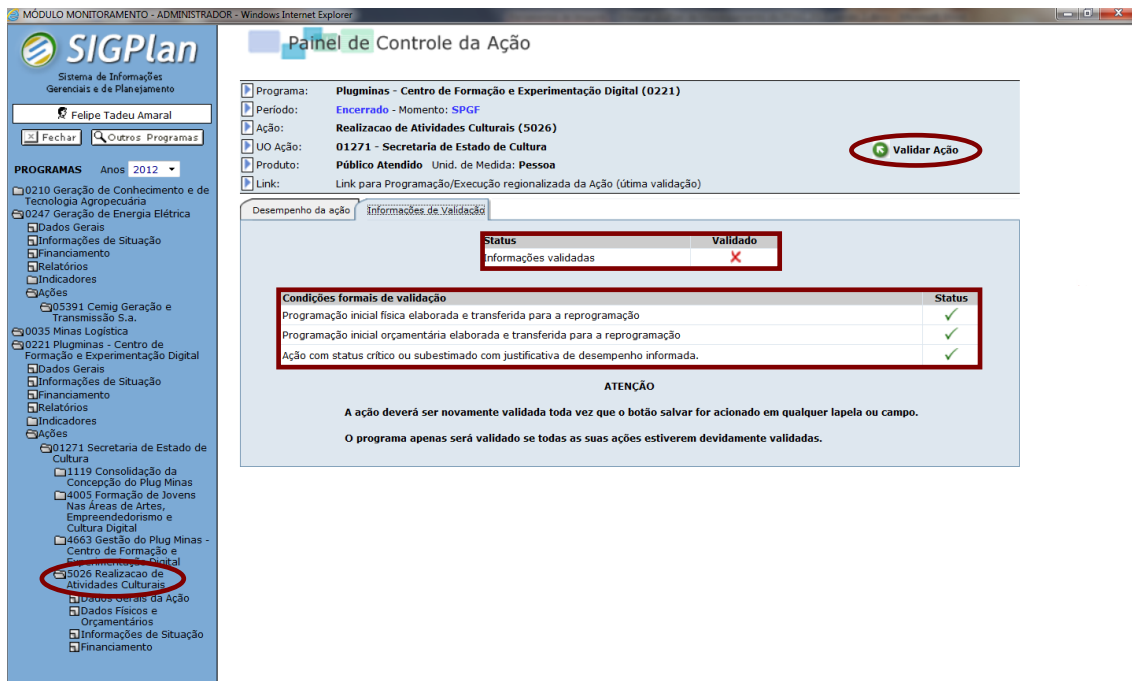 MÓDULO MONITORAMENTO - ADMINISTRADOR - Windows Internet Explorer
SIGPlan
Sistema de Informações
Gerenciais e de Planejamento
Felipe Tadeu Amaral
Fechar
Outros Programas
PROGRAMAS Anos 2012
0210 Geração de Conhecimento e de
Tecnologia Agropecuária
0247 Geração de Energia Elétrica
Dados Gerais
Informações de Situação
Financiamento
Relatórios
Indicadores
Ações
05391 Cemig Geração e
Transmissão S.a.
0035 Minas Logística
0221 Plugminas - Centro de
Formação e Experimentação Digital
Dados Gerais
Informações de Situação
Financiamento
Relatórios
Indicadores
Ações
01271 Secretaria de Estado de
Cultura
1119 Consolidação da
Concepção do Plug Minas
4005 Formação de Jovens
Nas Áreas de Artes,
Empreendedorismo e
Cultura Digital
4663 Gestão do Plug Minas -
Centro de Formação e
Experimentação Digital
5026 Realizacao de
Atividades Culturais
Dados Gerais da Ação
Dados Físicos e
Orçamentários
Informações de Situação
Financiamento
Painel de Controle da Ação
Programa: Plugminas - Centro de Formação e Experimentação Digital (0221)
Período: Encerrado - Momento: SPGF
Ação: Realizacao de Atividades Culturais (5026)
UO Ação: 01271 - Secretaria de Estado de Cultura
Produto: Público Atendido Unid. de Medida: Pessoa
Link: Link para Programação/Execução regionalizada da Ação (útima validação)
Validar Ação
Desempenho da ação
Informações de Validação
Status Validado
Informações validadas
Condições formais de validação Status
Programação inicial física elaborada e transferida para a reprogramação
Programação inicial orçamentária elaborada e transferida para a reprogramação
Ação com status crítico ou subestimado com justificativa de desempenho informada.
ATENÇÃO
A ação deverá ser novamente validada toda vez que o botão salvar for acionado em qualquer lapela ou campo.
O programa apenas será validado se todas as suas ações estiverem devidamente validadas.